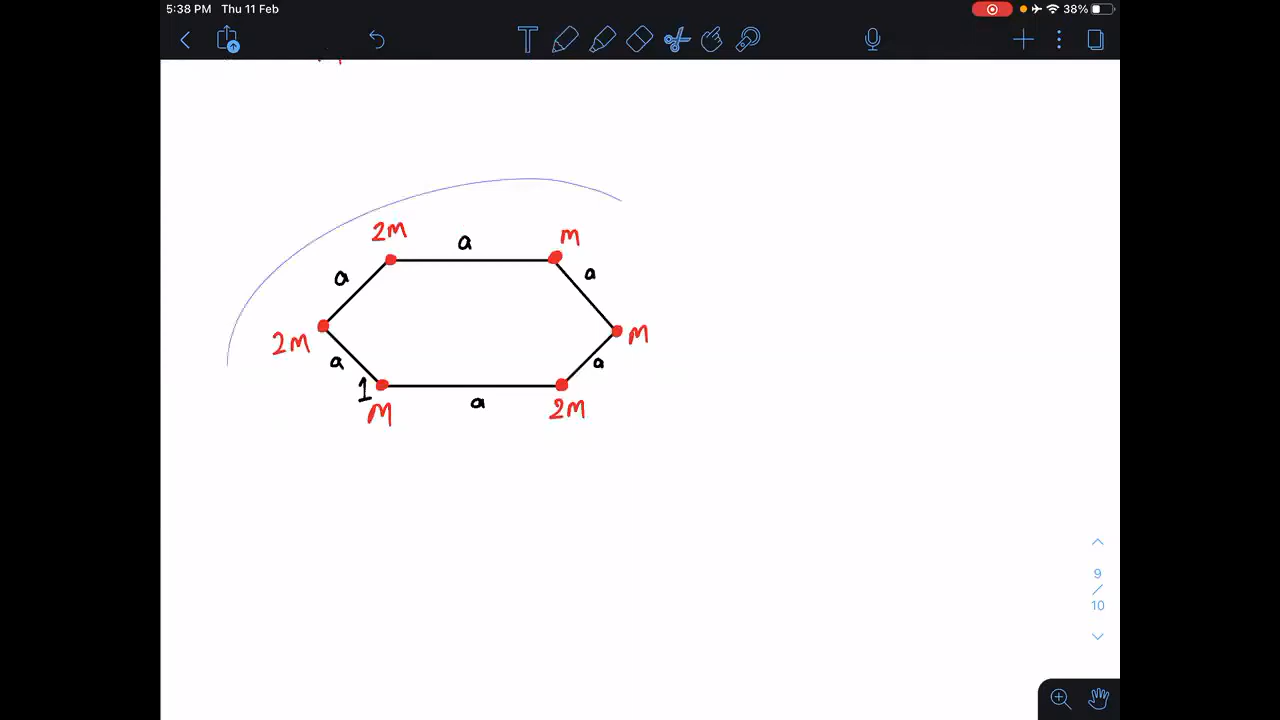 5:38 PM Thu 11 Feb 38%
T
2M a M
a a
2M M
a a
1
M a 2M
9
/
10